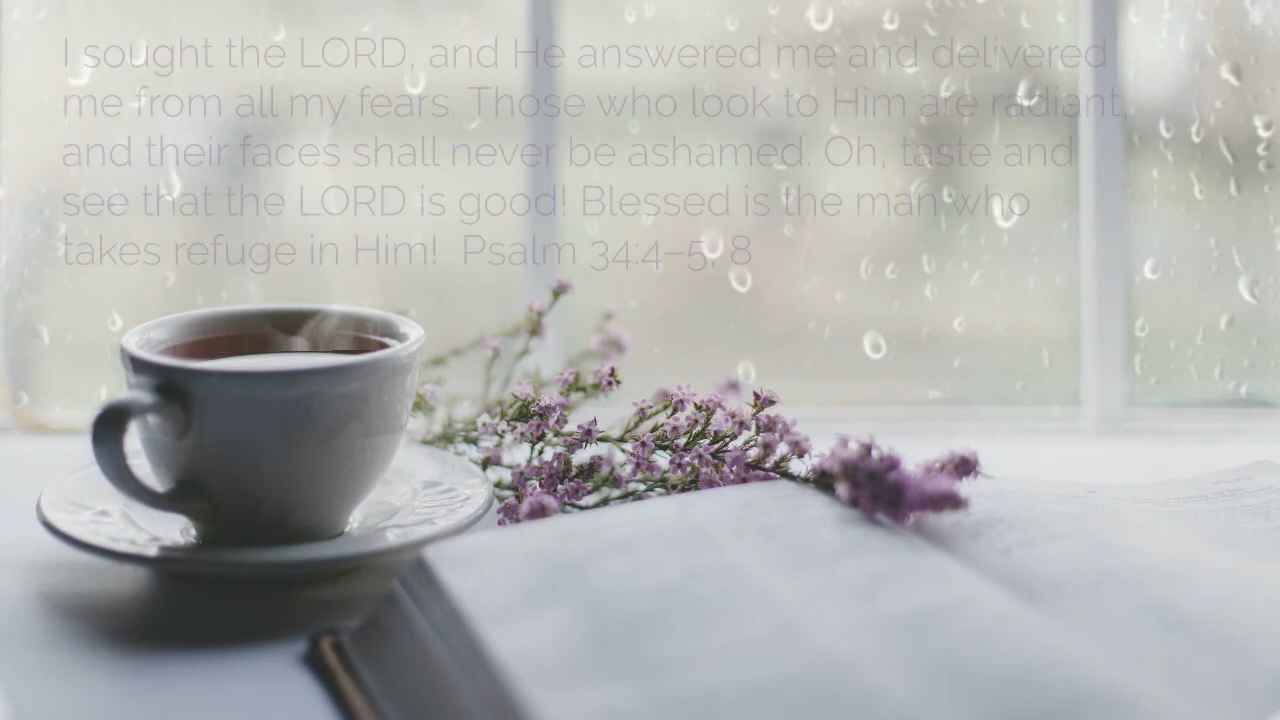 I sought the LORD, and He answered me and delivered
me from all my fears. Those who look to Him are radiant,
and their faces shall never be ashamed. Oh, taste and
see that the LORD is good! Blessed is the man who
takes refuge in Him!  Psalm 34:4–5, 8